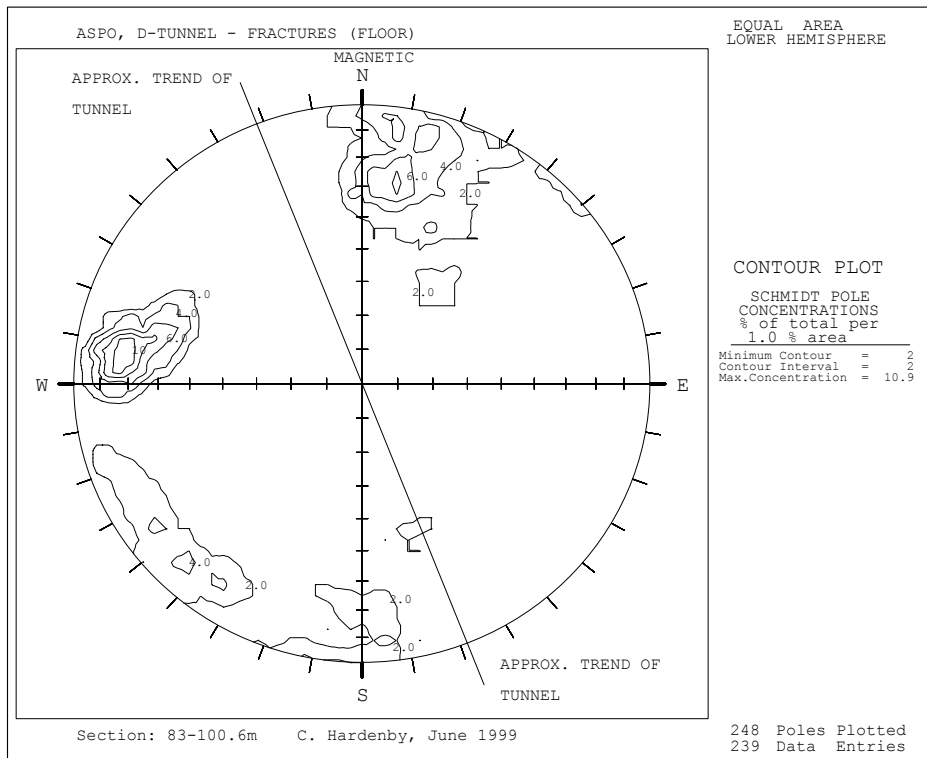 ASPO, D-TUNNEL - FRACTURES (FLOOR)
EQUAL AREA
LOWER HEMISPHERE
MAGNETIC
N
APPROX. TREND OF
TUNNEL
4.0
6.0
2.0
2.0
2.0
4.0
6.0
10
W
E
CONTOUR PLOT
SCHMIDT POLE
CONCENTRATIONS
% of total per
1.0 % area
Minimum Contour = 2
Contour Interval = 2
Max.Concentration = 10.9
4.0
2.0
2.0
2.0
S
APPROX. TREND OF
TUNNEL
Section: 83-100.6m C. Hardenby, June 1999
248 Poles Plotted
239 Data Entries